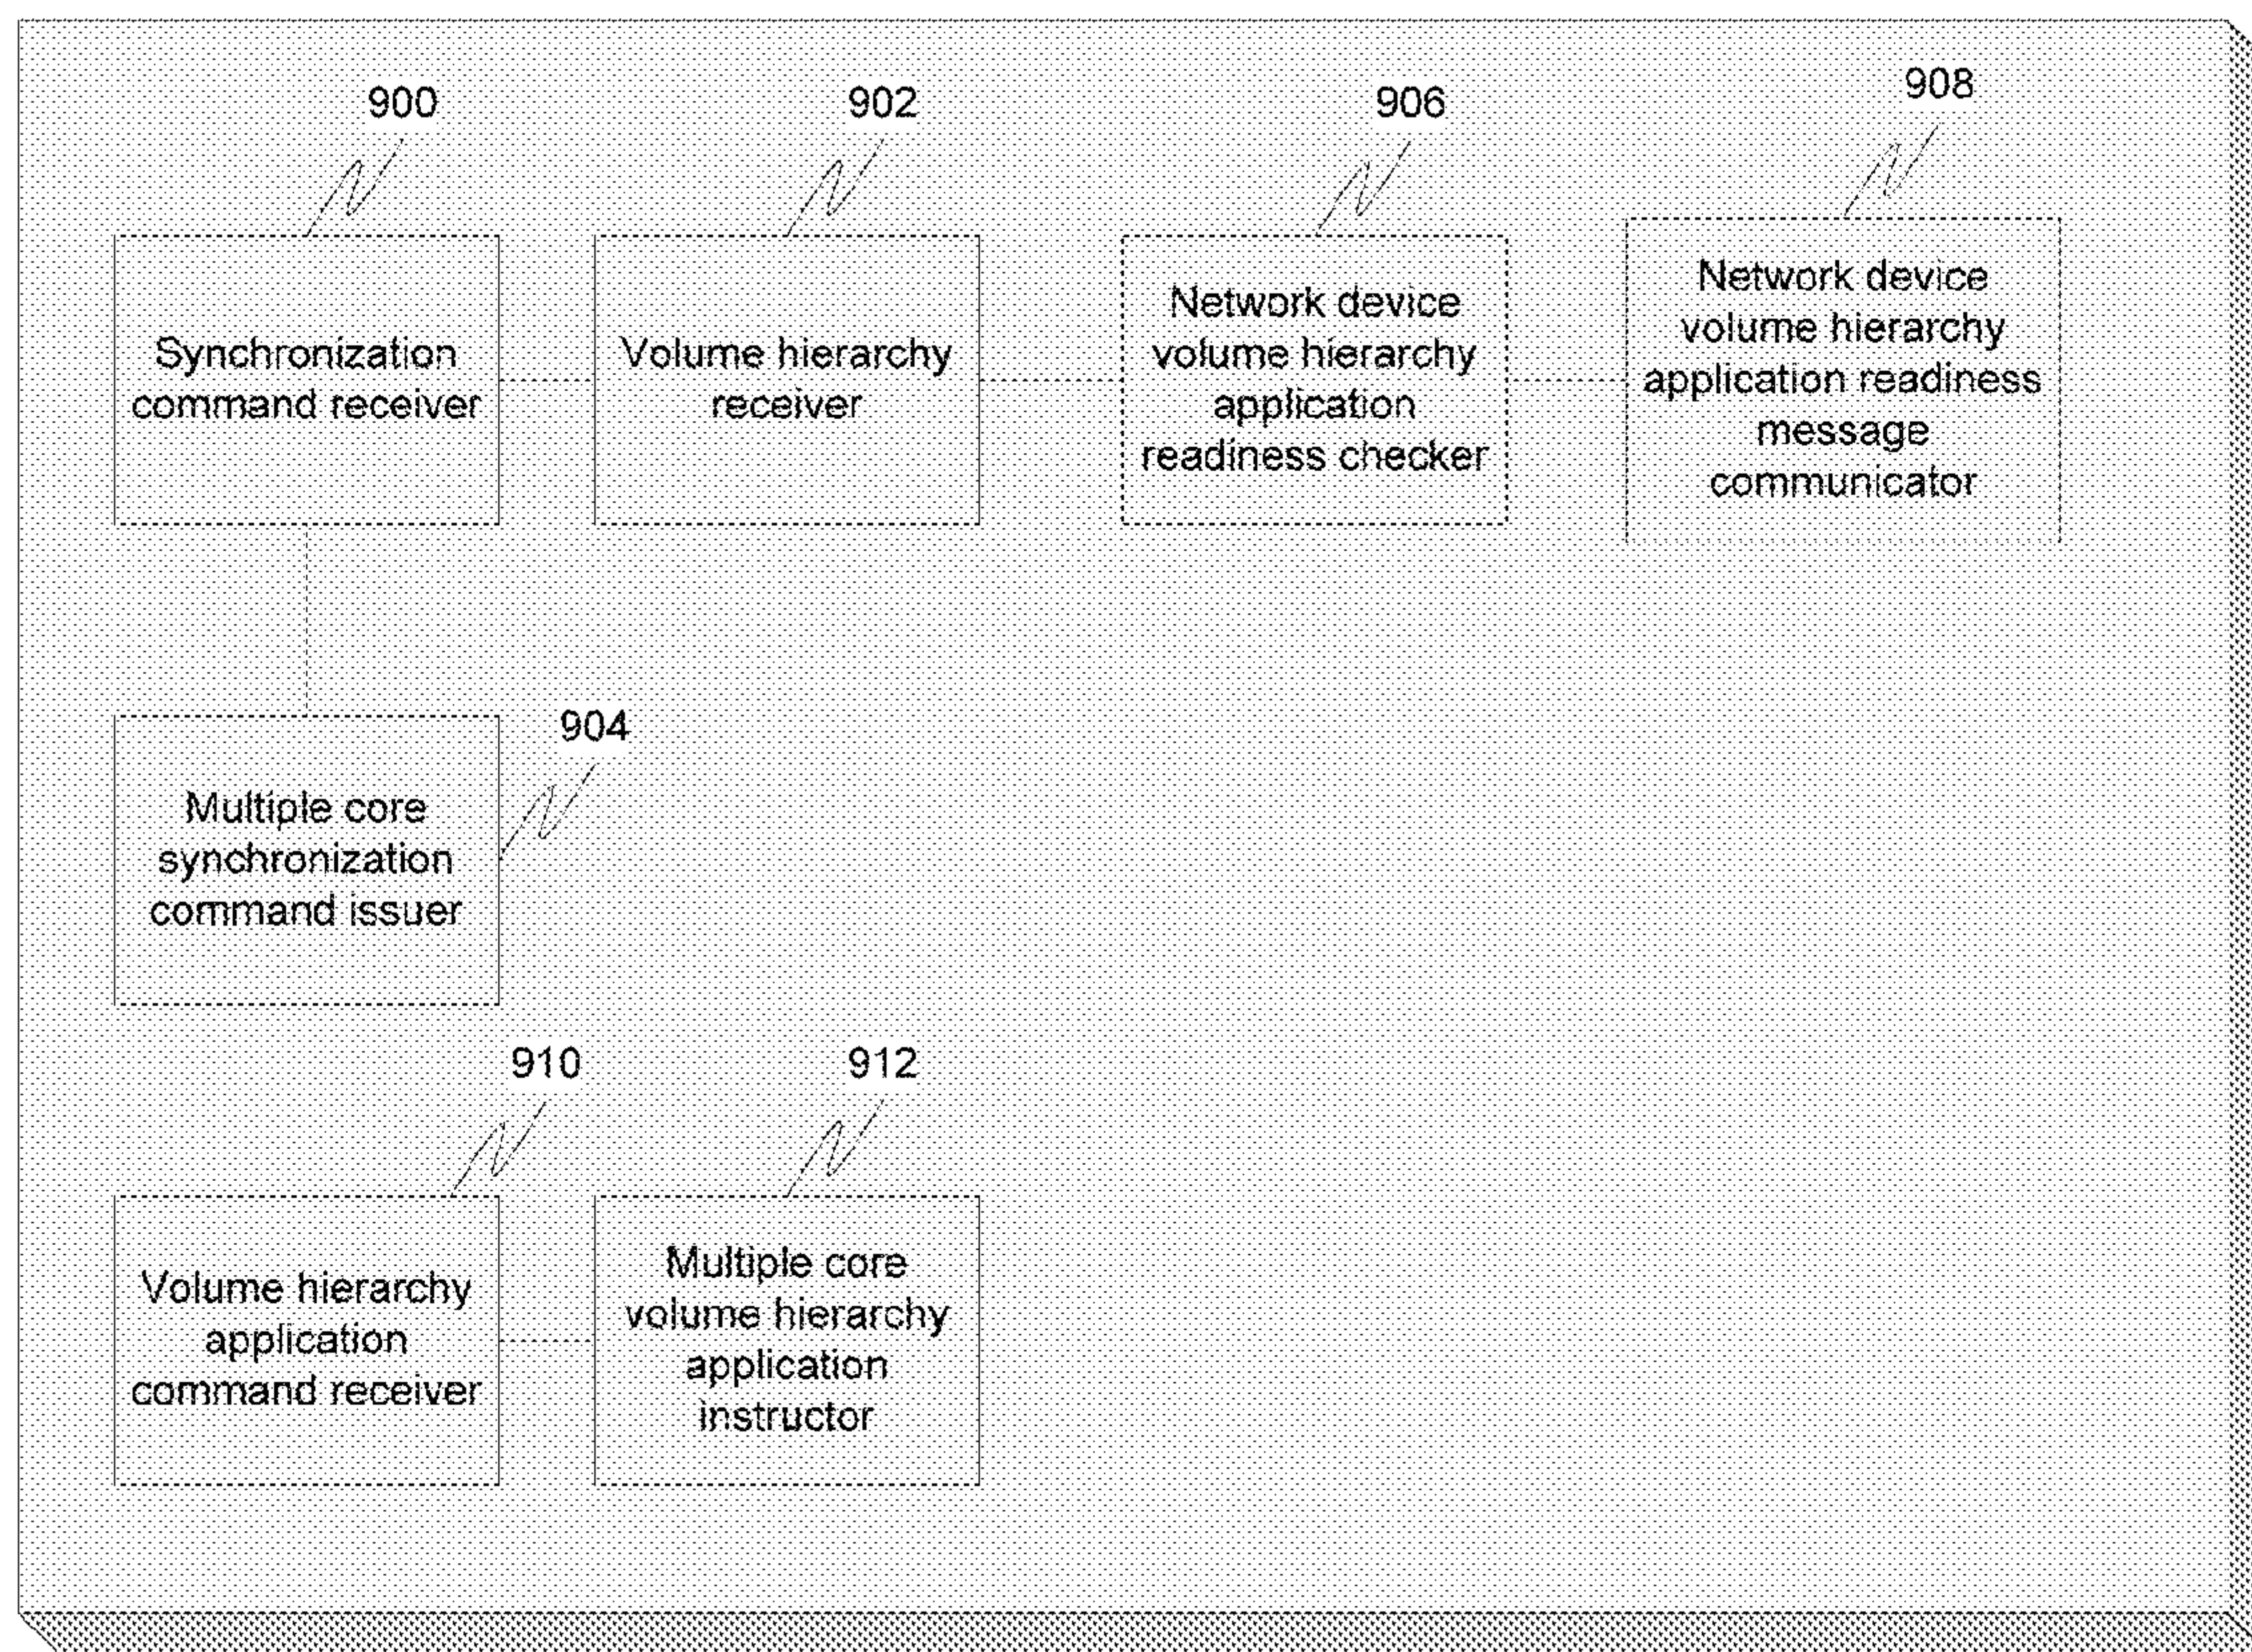 900
902
906
908
Synchronization
command receiver
Volume hierarchy
receiver
Network device
volume hierarchy
application
readiness checker
Network device
volume hierarchy
application readiness
message
communicator
904
Multiple core
synchronization
command issuer
910
912
Volume hierarchy
application
command receiver
Multiple core
volume hierarchy
application
instructor